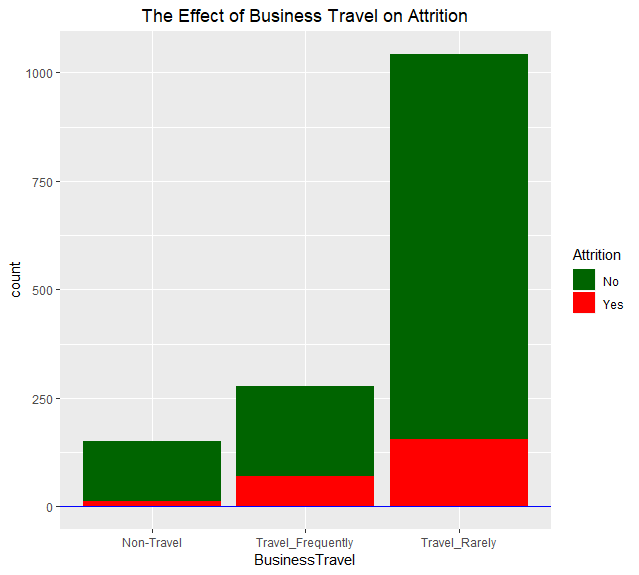 The Effect of Business Travel on Attrition
1000
750
500
250
0
count
Non-Travel
Travel_Frequently
Travel_Rarely
BusinessTravel
Attrition
No
Yes